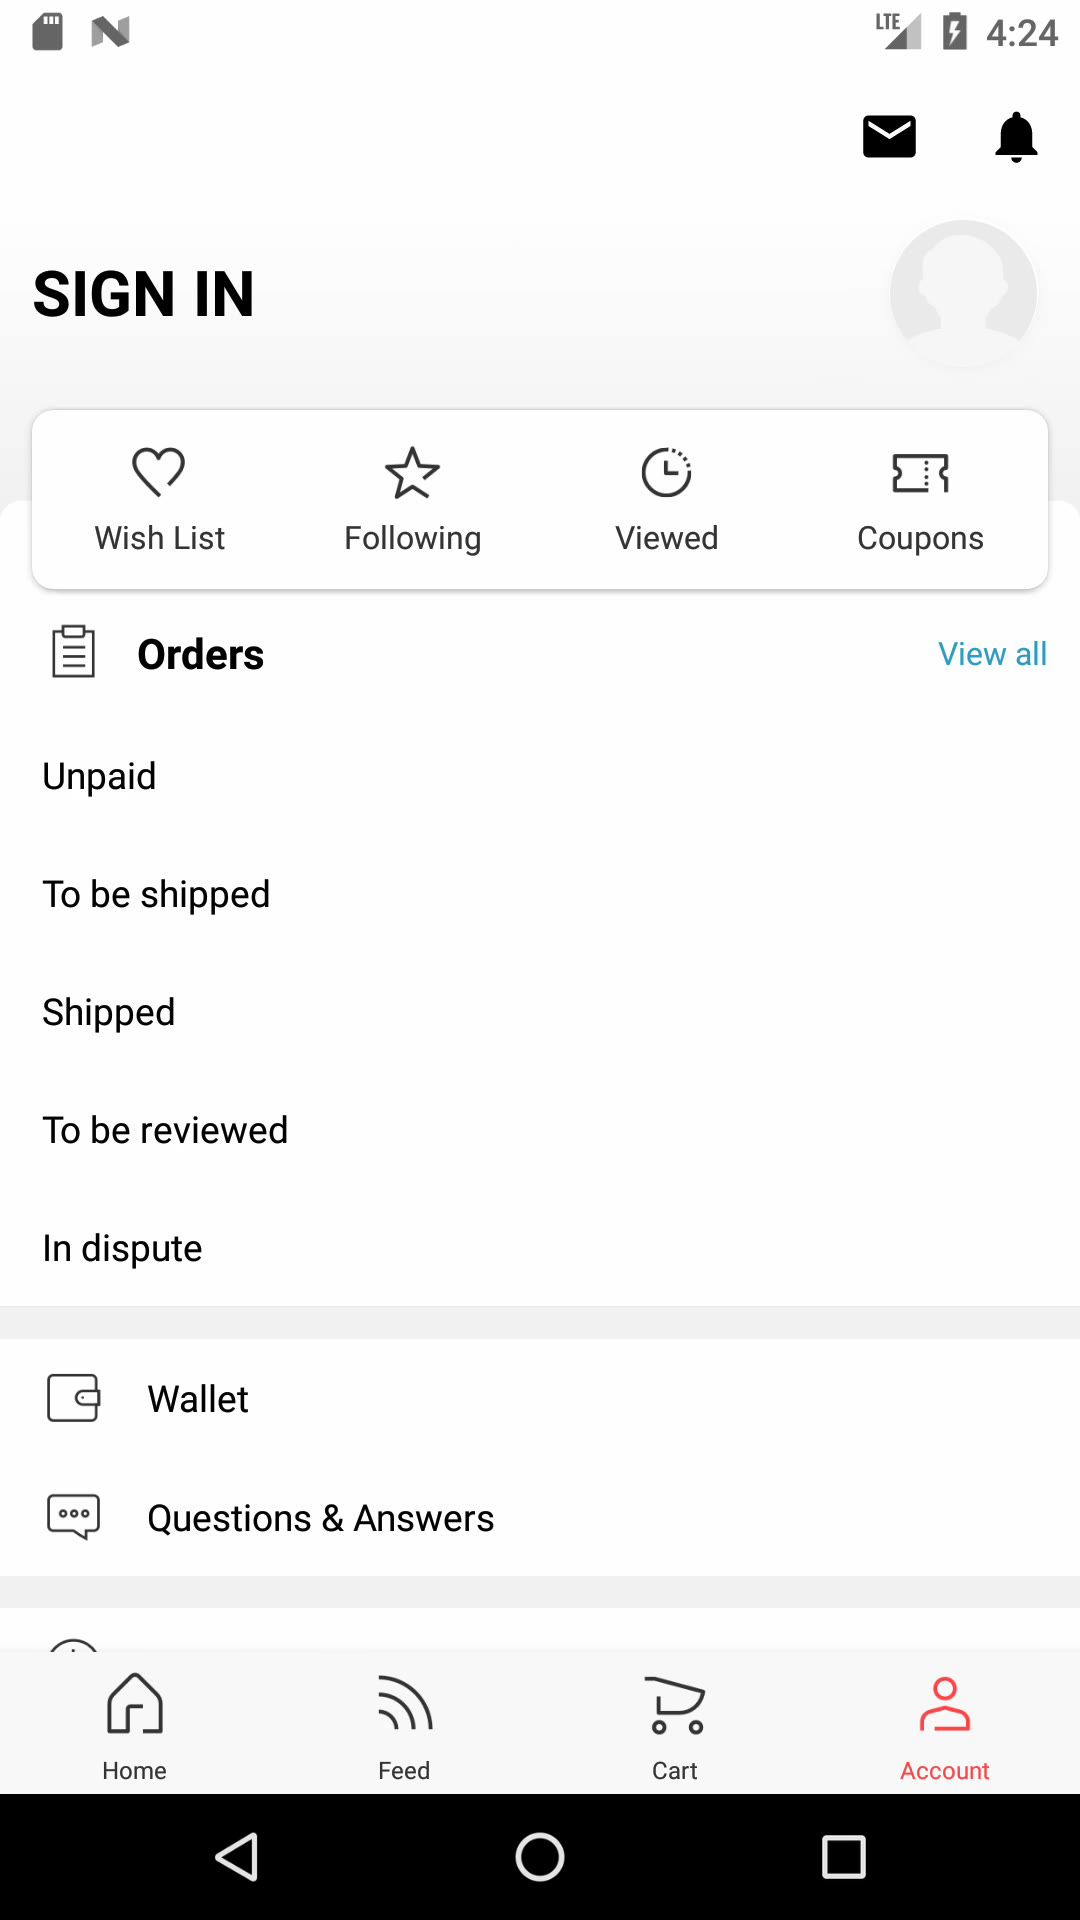 LTE 4:24
SIGN IN
Wish List Following Viewed Coupons
Orders View all
Unpaid
To be shipped
Shipped
To be reviewed
In dispute
Wallet
Questions & Answers
Home Feed Cart Account